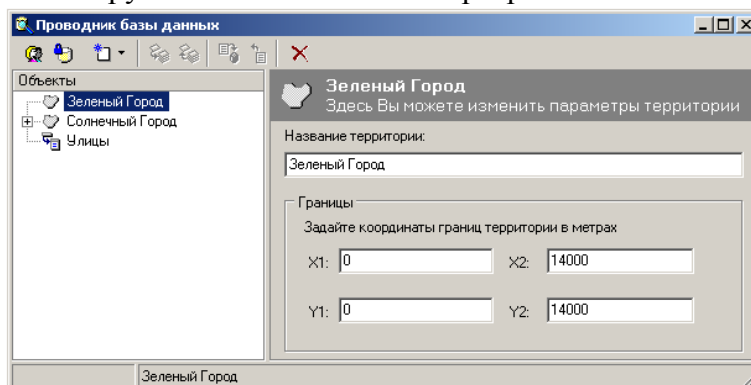 Проводник базы данных
Объекты
Зеленый Город
Солнечный Город
Улицы
Зеленый Город
Здесь Вы можете изменить параметры территории
Название территории:
Зеленый Город
Границы
Задайте координаты границ территории в метрах
X1: 0 X2: 14000
Y1: 0 Y2: 14000
Зеленый Город